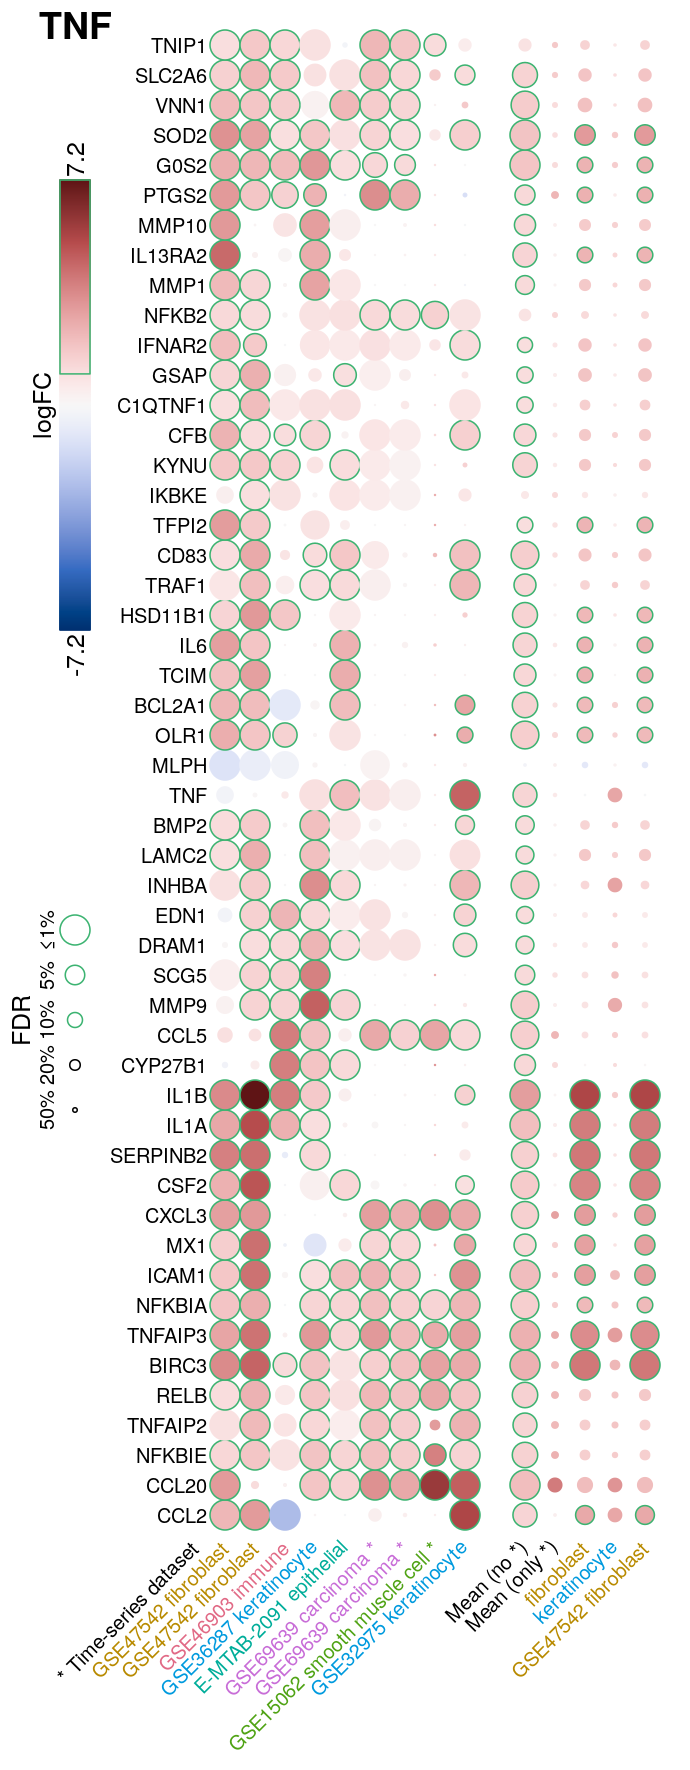 TNF
7.2
logFC
-7.2
FDR
≤1%
5%
10%
20%
50%
TNIP1
SLC2A6
VNN1
SOD2
G0S2
PTGS2
MMP10
IL13RA2
MMP1
NFKB2
IFNAR2
GSAP
C1QTNF1
CFB
KYNU
IKBKE
TFPI2
CD83
TRAF1
HSD11B1
IL6
TCIM
BCL2A1
OLR1
MLPH
TNF
BMP2
LAMC2
INHBA
EDN1
DRAM1
SCG5
MMP9
CCL5
CYP27B1
IL1B
IL1A
SERPINB2
CSF2
CXCL3
MX1
ICAM1
NFKBIA
TNFAIP3
BIRC3
RELB
TNFAIP2
NFKBIE
CCL20
CCL2
* Time-series dataset
GSE47542 fibroblast
GSE47542 fibroblast
GSE46903 immune
GSE36287 keratinocyte
E-MTAB-2091 epithelial
GSE69639 carcinoma *
GSE69639 carcinoma *
GSE15062 smooth muscle cell *
GSE32975 keratinocyte
Mean (no *)
Mean (only *)
fibroblast
keratinocyte
GSE47542 fibroblast